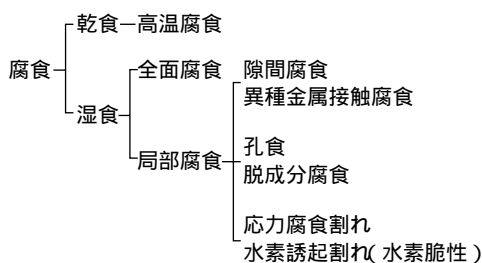 腐食
乾食
高温腐食
湿食
全面腐食
局部腐食
隙間腐食
異種金属接触腐食
孔食
脱成分腐食
応力腐食割れ
水素誘起割れ(水素脆性)